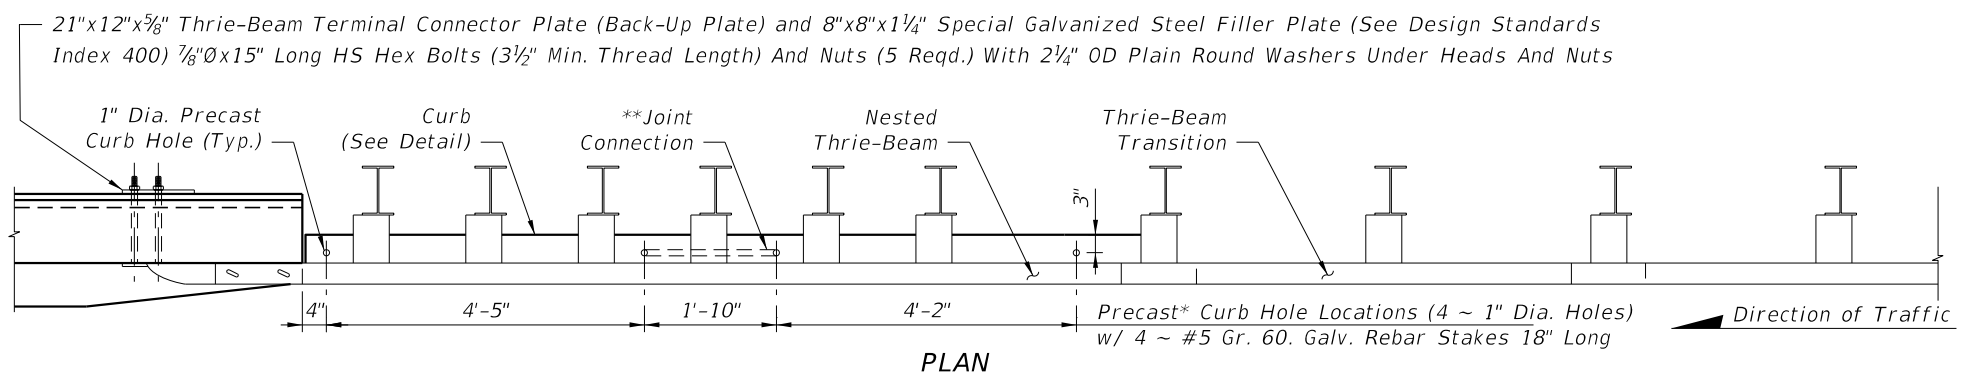 21"x12"x⅝" Thrie-Beam Terminal Connector Plate (Back-Up Plate) and 8"x8"x1¼" Special Galvanized Steel Filler Plate (See Design Standards
Index 400) ⅞"Øx15" Long HS Hex Bolts (3½" Min. Thread Length) And Nuts (5 Reqd.) With 2¼" OD Plain Round Washers Under Heads And Nuts
1" Dia. Precast
Curb Hole (Typ.)
Curb
(See Detail)
**Joint
Connection
Nested
Thrie-Beam
Thrie-Beam
Transition
3"
4"
4'-5"
1'-10"
4'-2"
Precast* Curb Hole Locations (4 ~ 1" Dia. Holes)
w/ 4 ~ #5 Gr. 60. Galv. Rebar Stakes 18" Long
Direction of Traffic
PLAN